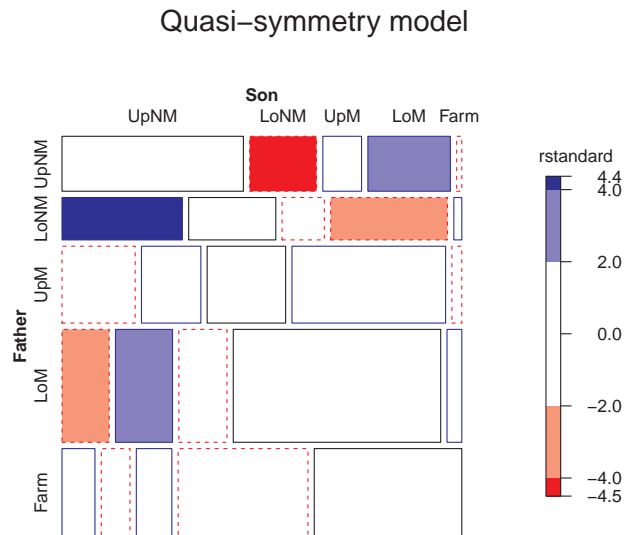 Quasi−symmetry model
Son
UpNM LoNM UpM LoM Farm
Father
UpNM
LoNM
UpM
LoM
Farm
rstandard
4.4
4.0
2.0
0.0
−2.0
−4.0
−4.5